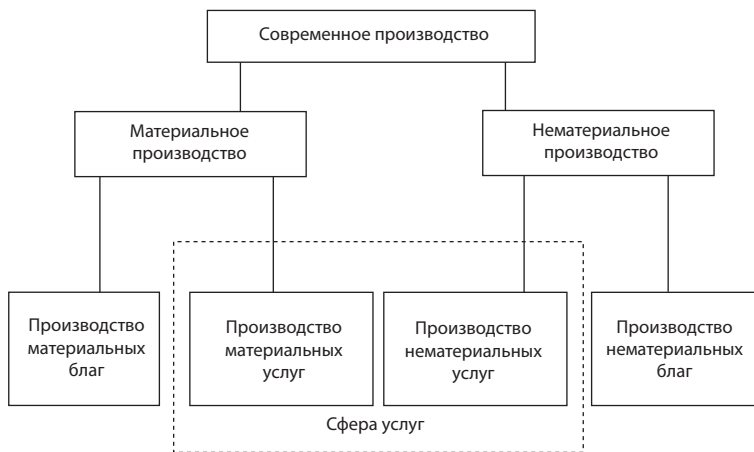 Современное производство
Материальное
производство
Нематериальное
производство
Производство
материальных
благ
Производство
материальных
услуг
Производство
нематериальных
услуг
Производство
нематериальных
благ
Сфера услуг